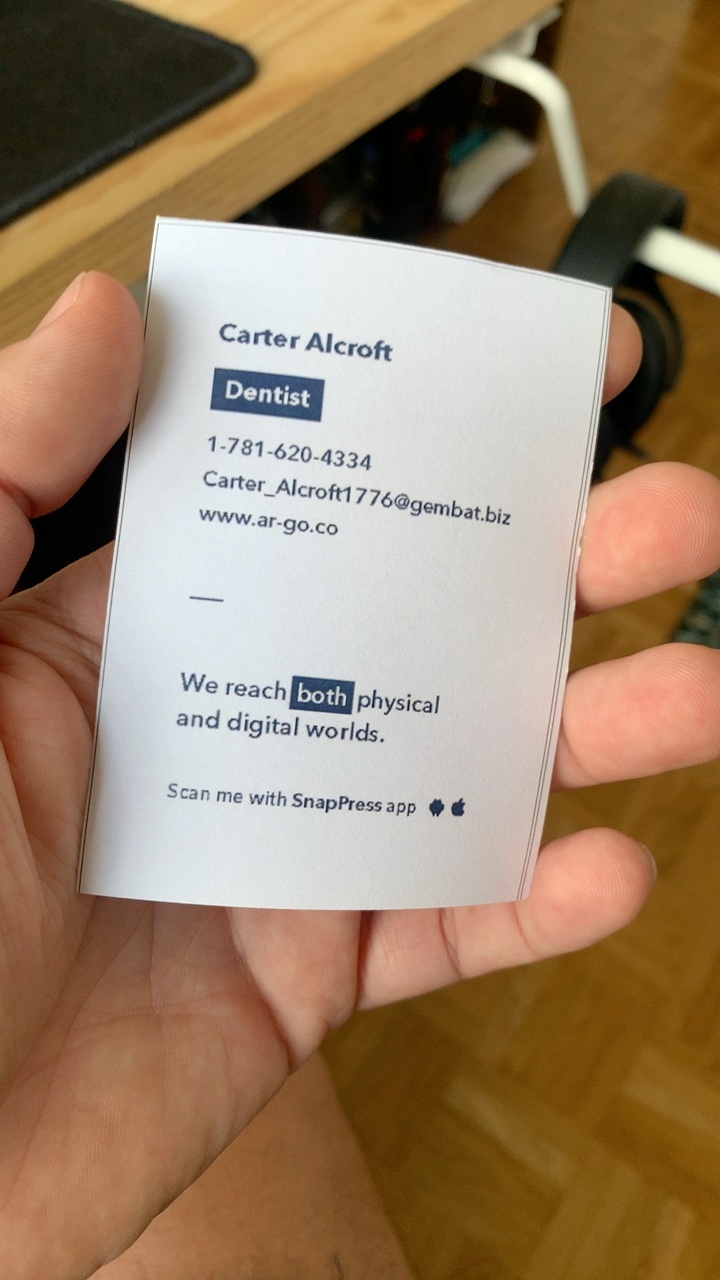 Carter Alcroft
Dentist
1-781-620-4334
Carter_Alcroft1776@gembat.biz
www.ar-go.co
We reach both physical
and digital worlds.
Scan me with SnapPress app